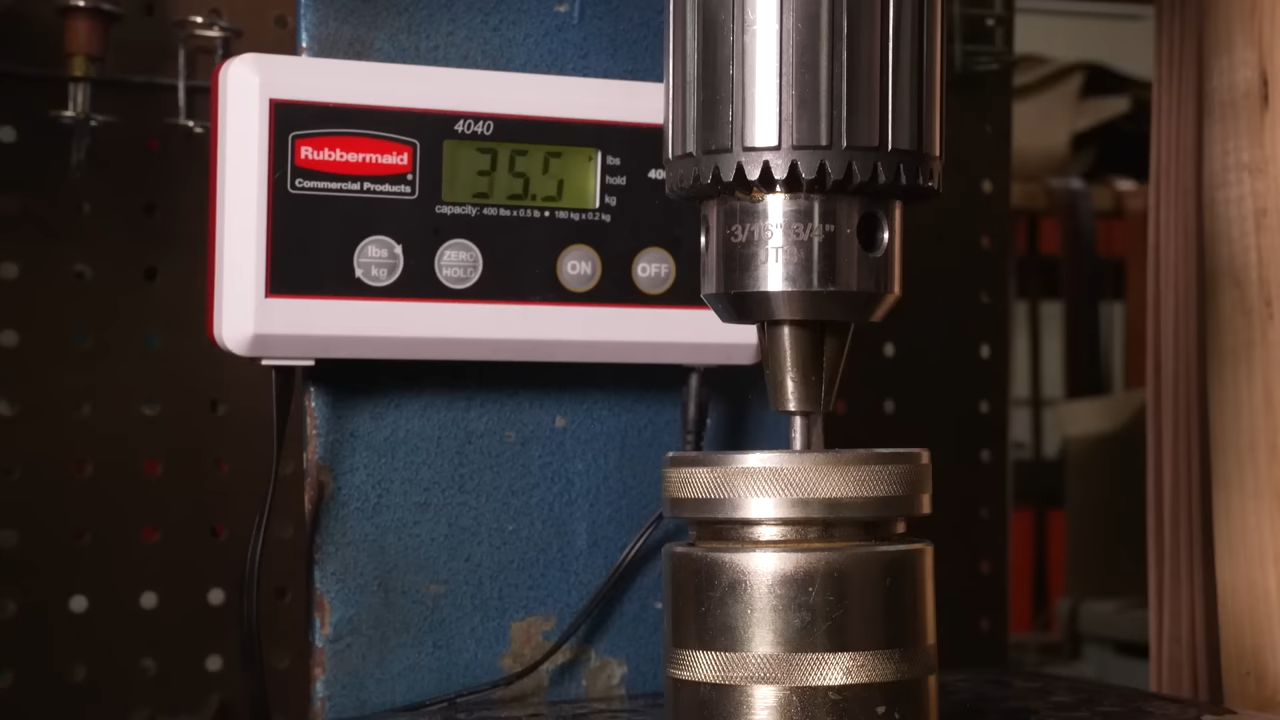 4040
Rubbermaid
Commercial Products
35.5
lbs
hold
kg
capacity: 400 lbs x 0.5 lb • 180 kg x 0.2 kg
lbs
kg
ZERO
HOLD
ON
OFF
3/16" 3/4"